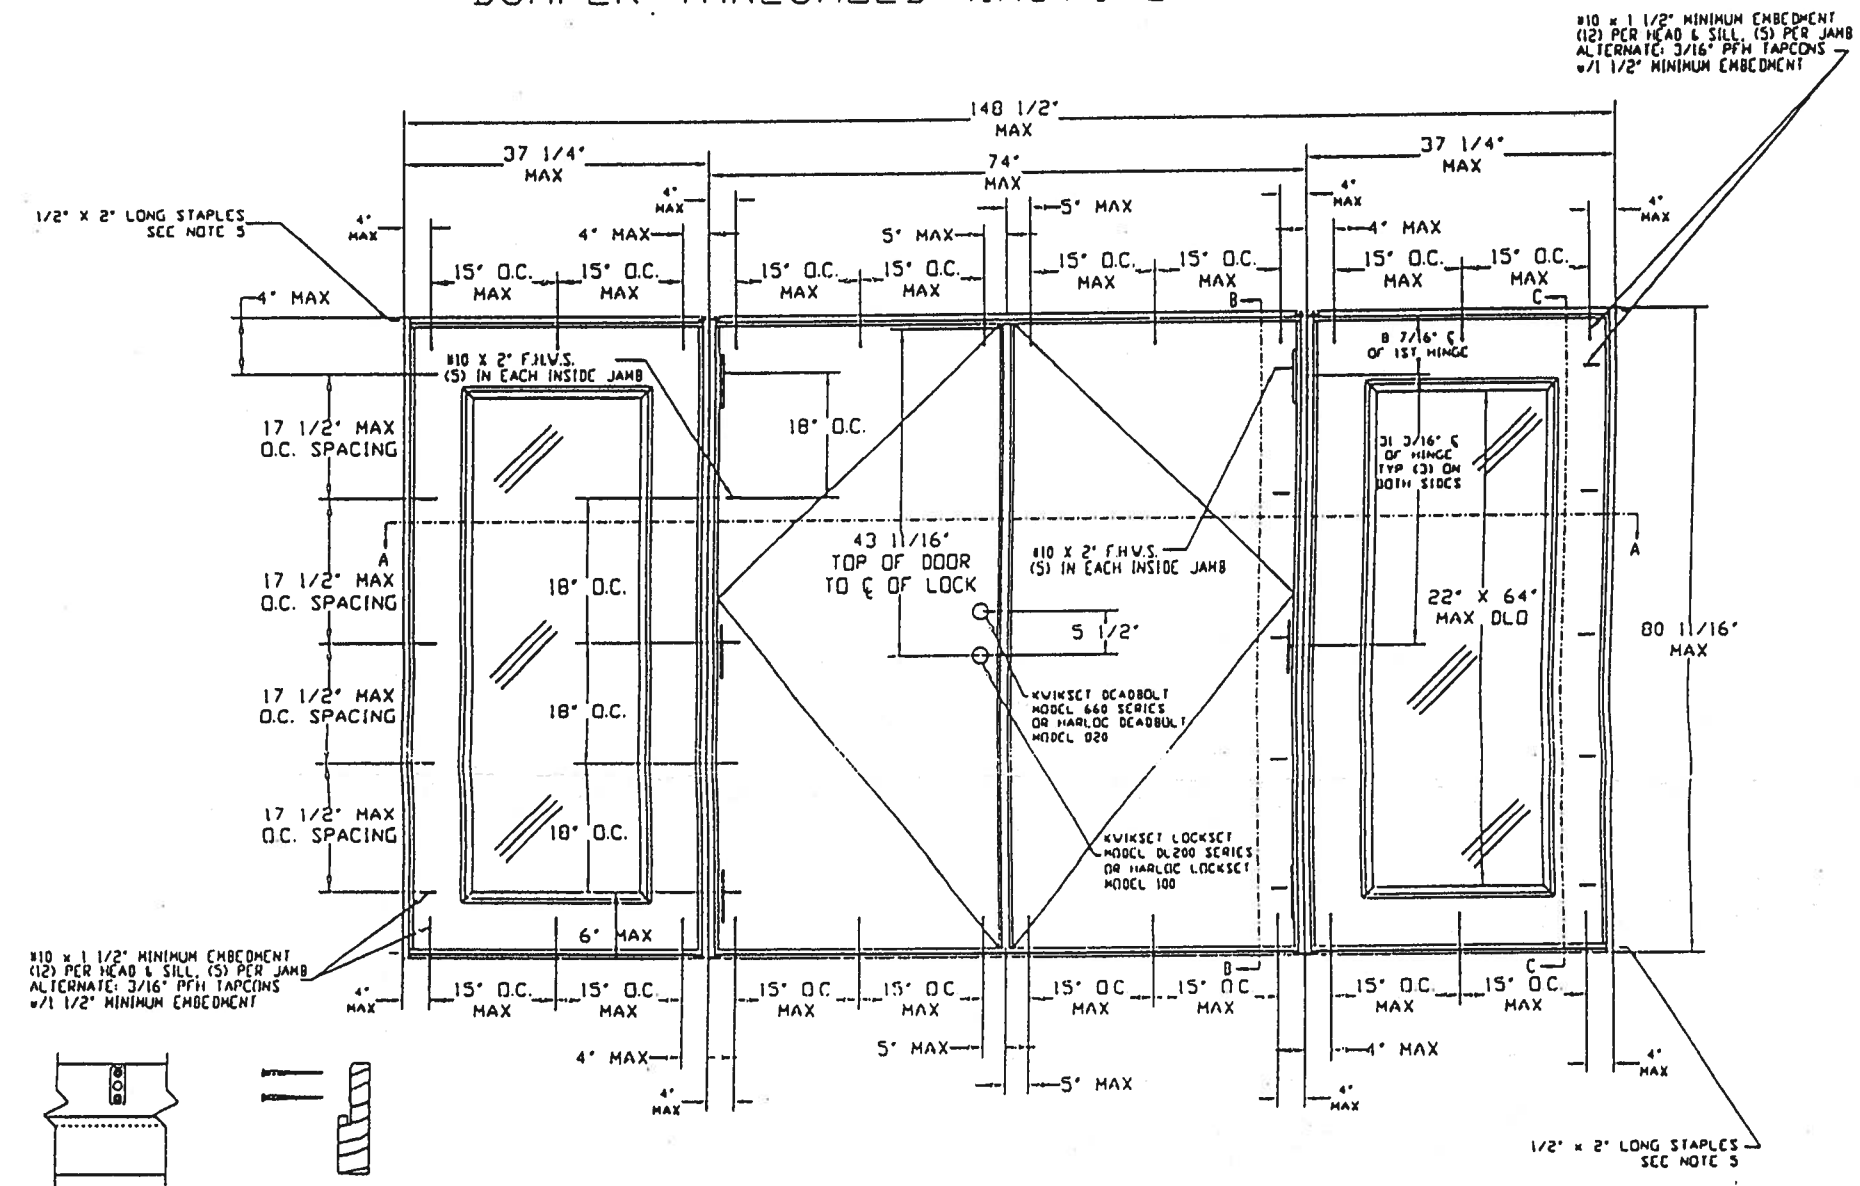 #10 x 1 1/2" MINIMUM EMBEDMENT
(12) PER HEAD & SILL, (5) PER JAMB
ALTERNATE: 3/16" PFH TAPCONS
w/1 1/2" MINIMUM EMBEDMENT
148 1/2"
MAX
37 1/4"
MAX
74"
MAX
37 1/4"
MAX
1/2" X 2" LONG STAPLES
SEE NOTE 5
4"
MAX
4" MAX
4"
MAX
5" MAX
5" MAX
4"
MAX
4" MAX
4"
MAX
15" O.C.
MAX
15" O.C.
MAX
15" O.C.
MAX
15" O.C.
MAX
15" O.C.
MAX
15" O.C.
MAX
15" O.C.
MAX
15" O.C.
MAX
4" MAX
B
C
#10 X 2" F.H.W.S.
(5) IN EACH INSIDE JAMB
8 7/16" ℄
OF 1ST HINGE
17 1/2" MAX
O.C. SPACING
18" O.C.
31 3/16" ℄
OF HINGE
TYP (3) ON
BOTH SIDES
A
A
43 11/16"
TOP OF DOOR
TO ℄ OF LOCK
#10 X 2" F.H.W.S.
(5) IN EACH INSIDE JAMB
17 1/2" MAX
O.C. SPACING
18" O.C.
22" X 64"
MAX DLO
5 1/2"
80 11/16"
MAX
17 1/2" MAX
O.C. SPACING
18" O.C.
KWIKSET DEADBOLT
MODEL 660 SERIES
OR HARLOC DEADBOLT
MODEL D20
17 1/2" MAX
O.C. SPACING
18" O.C.
KWIKSET LOCKSET
MODEL DL200 SERIES
OR HARLOC LOCKSET
MODEL 100
6" MAX
#10 x 1 1/2" MINIMUM EMBEDMENT
(12) PER HEAD & SILL, (5) PER JAMB
ALTERNATE: 3/16" PFH TAPCONS
w/1 1/2" MINIMUM EMBEDMENT
B
C
4"
MAX
15" O.C.
MAX
15" O.C.
MAX
15" O.C
MAX
15" O.C
MAX
15" O.C
MAX
15" O.C
MAX
15" O.C.
MAX
15" O.C.
MAX
4" MAX
5" MAX
4" MAX
4"
MAX
5" MAX
4"
MAX
4"
MAX
1/2" x 2" LONG STAPLES
SEE NOTE 5